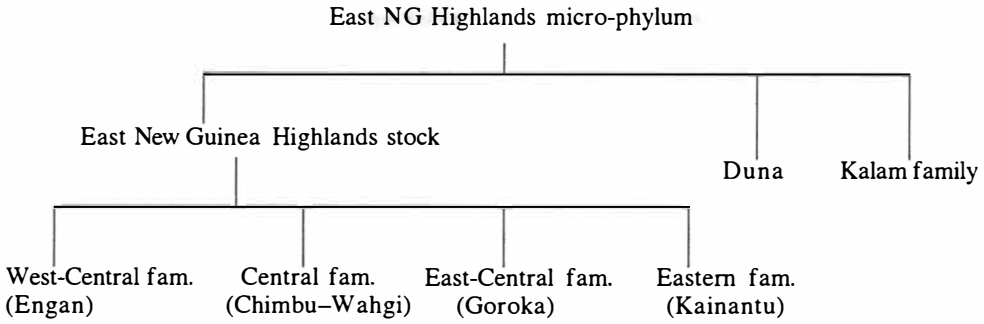 East NG Highlands micro-phylum
East New Guinea Highlands stock
Duna
Kalam family
West-Central fam.
(Engan)
Central fam.
(Chimbu–Wahgi)
East-Central fam.
(Goroka)
Eastern fam.
(Kainantu)